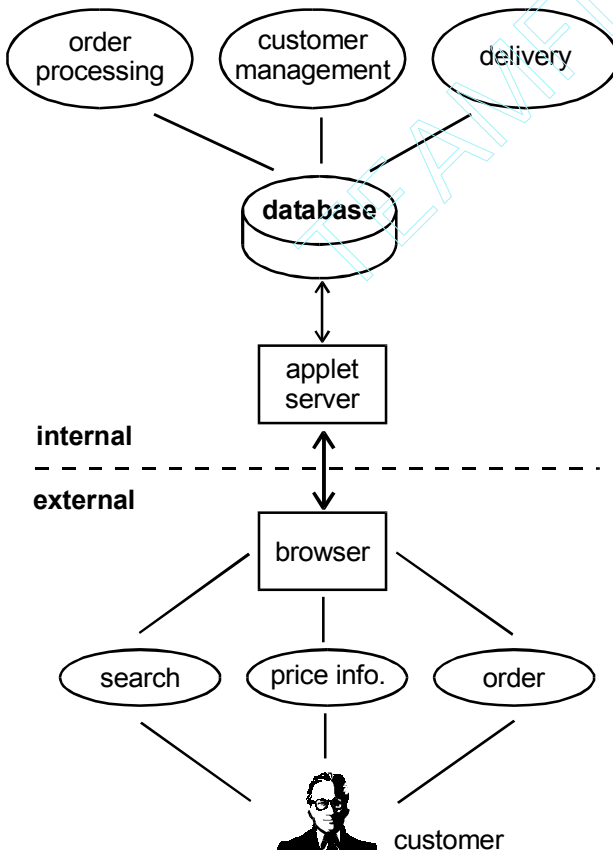 order
processing
customer
management
delivery
database
applet
server
internal
external
browser
search
price info.
order
customer